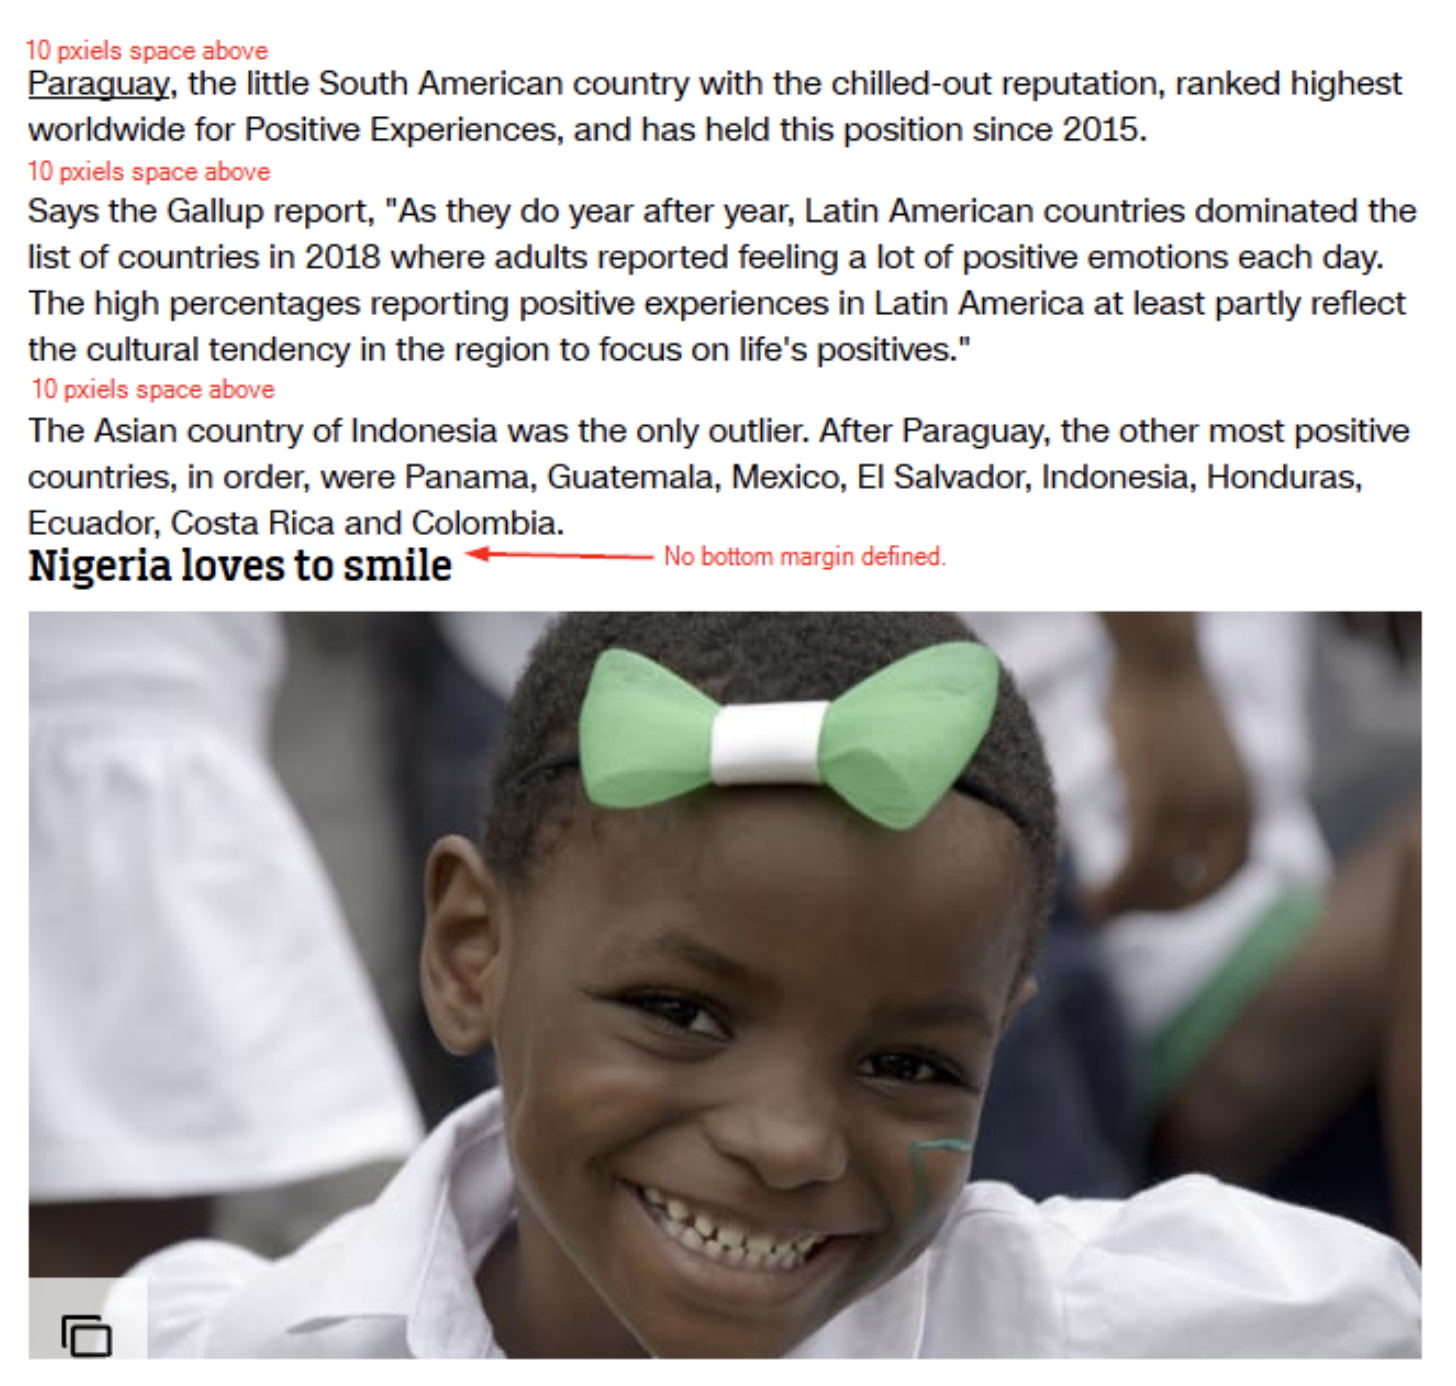 10 pxiels space above
Paraguay, the little South American country with the chilled-out reputation, ranked highest
worldwide for Positive Experiences, and has held this position since 2015.
10 pxiels space above
Says the Gallup report, "As they do year after year, Latin American countries dominated the
list of countries in 2018 where adults reported feeling a lot of positive emotions each day.
The high percentages reporting positive experiences in Latin America at least partly reflect
the cultural tendency in the region to focus on life's positives."
10 pxiels space above
The Asian country of Indonesia was the only outlier. After Paraguay, the other most positive
countries, in order, were Panama, Guatemala, Mexico, El Salvador, Indonesia, Honduras,
Ecuador, Costa Rica and Colombia.
Nigeria loves to smile
No bottom margin defined.